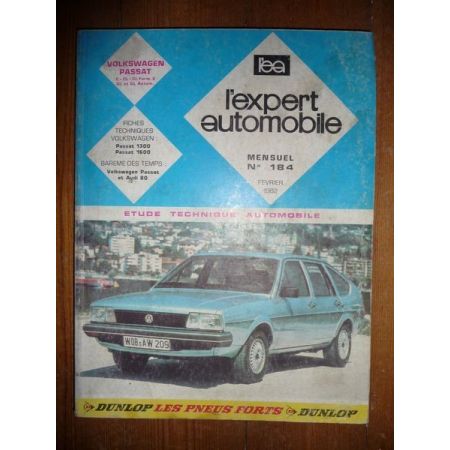 VOLKSWAGEN
PASSAT
FICHES
TECHNIQUES
VOLKSWAGEN :
Passat 1300
Passat 1600
BAREME DES TEMPS :
Volkswagen Passat
et Audi 80
l'ea
l'expert
automobile
MENSUEL
N° 184
FEVRIER
1982
ETUDE TECHNIQUE AUTOMOBILE
WOB-AW 209
DUNLOP LES PNEUS FORTS DUNLOP